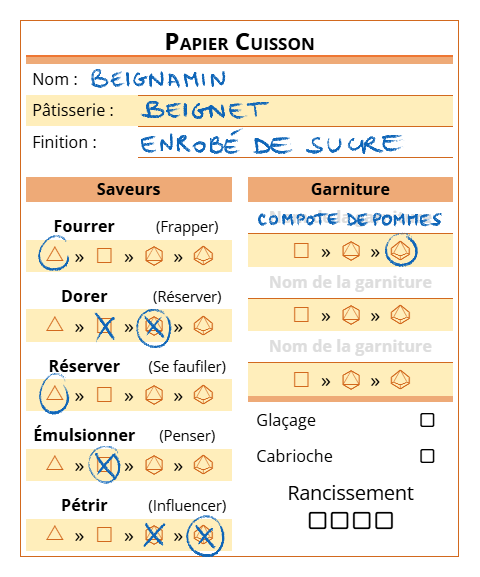 Papier Cuisson
Nom : BEIGNAMIN
Pâtisserie : BEIGNET
Finition : ENROBÉ DE SUCRE
Saveurs
Fourrer (Frapper)
» » »
Dorer (Réserver)
» » »
Réserver (Se faufiler)
» » »
Émulsionner (Penser)
» » »
Pétrir (Influencer)
» » »
Garniture
COMPOTE DE POMMES
» »
Nom de la garniture
» »
Nom de la garniture
» »
Glaçage
Cabrioche
Rancissement